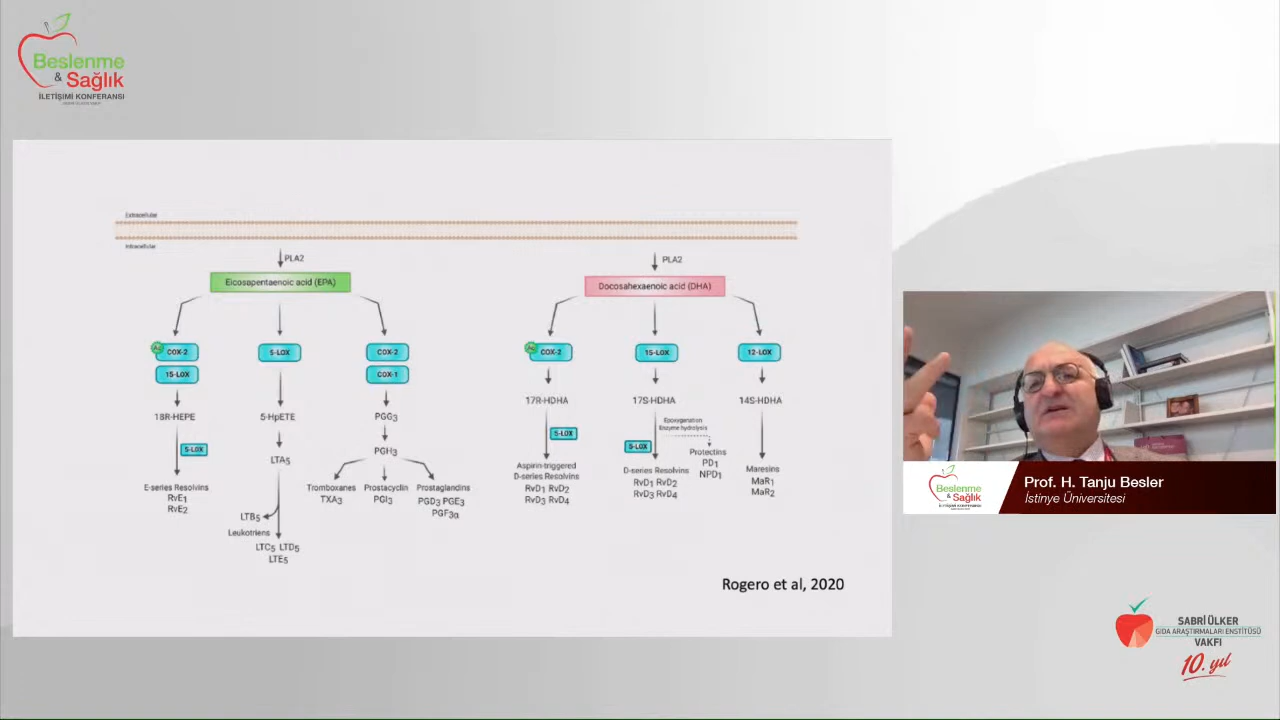 Beslenme
& Sağlık
İLETİŞİMİ KONFERANSI
Extracellular
Intracellular
PLA2
Eicosapentaenoic acid (EPA)
COX-2
15-LOX
5-LOX
COX-2
COX-1
18R-HEPE
5-HpETE
PGG3
5-LOX
LTA5
PGH3
E-series Resolvins
RvE1
RvE2
Tromboxanes
TXA3
Prostacyclin
PGI3
Prostaglandins
PGD3 PGE3
PGF3α
LTB5
Leukotriens
LTC5 LTD5
LTE5
PLA2
Docosahexaenoic acid (DHA)
COX-2
15-LOX
12-LOX
17R-HDHA
17S-HDHA
14S-HDHA
5-LOX
Epoxygenation
Enzyme hydrolysis
5-LOX
Aspirin-triggered
D-series Resolvins
RvD1 RvD2
RvD3 RvD4
D-series Resolvins
RvD1 RvD2
RvD3 RvD4
Protectins
PD1
NPD1
Maresins
MaR1
MaR2
Rogero et al, 2020
Beslenme
& Sağlık
Prof. H. Tanju Besler
İstinye Üniversitesi
SABRİ ÜLKER
GIDA ARAŞTIRMALARI ENSTİTÜSÜ
VAKFI
10. yıl